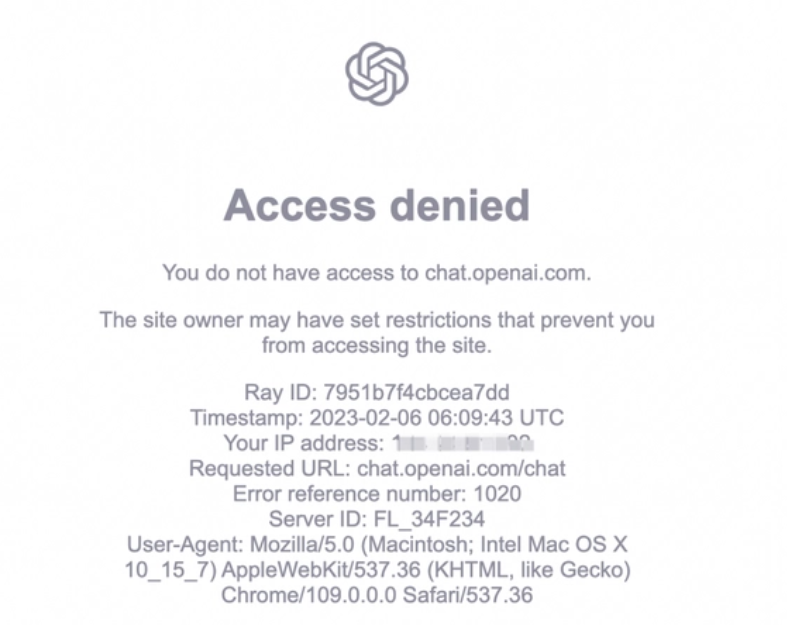 Access denied
You do not have access to chat.openai.com.
The site owner may have set restrictions that prevent you
from accessing the site.
Ray ID: 7951b7f4cbcea7dd
Timestamp: 2023-02-06 06:09:43 UTC
Your IP address:
Requested URL: chat.openai.com/chat
Error reference number: 1020
Server ID: FL_34F234
User-Agent: Mozilla/5.0 (Macintosh; Intel Mac OS X
10_15_7) AppleWebKit/537.36 (KHTML, like Gecko)
Chrome/109.0.0.0 Safari/537.36